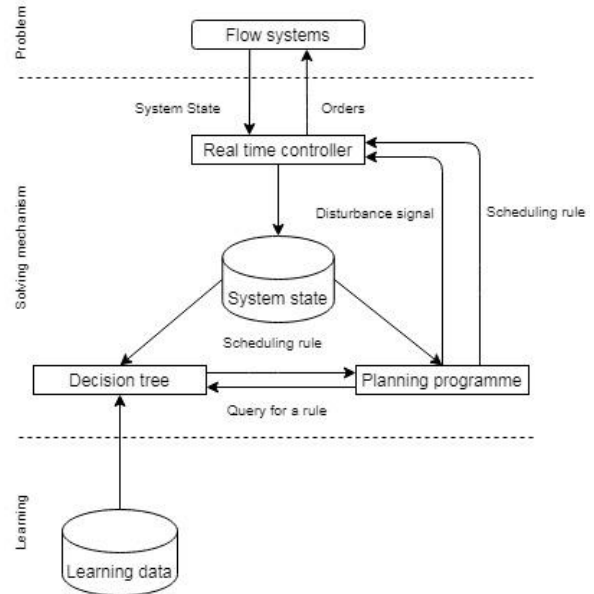 Problem
Flow systems
System State
Orders
Real time controller
Solving mechanism
Disturbance signal
Scheduling rule
System state
Scheduling rule
Decision tree
Planning programme
Query for a rule
Learning
Learning data